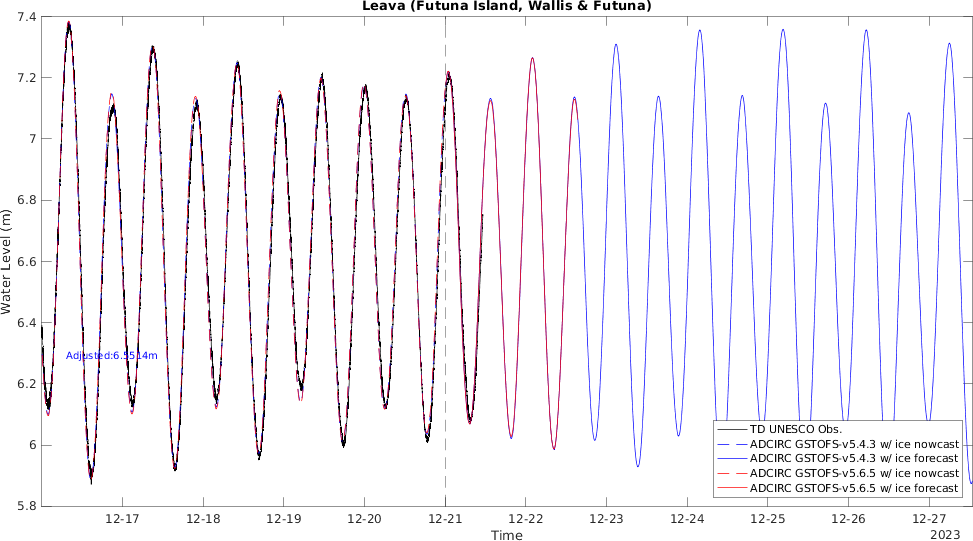 Leava (Futuna Island, Wallis & Futuna)
7.4
7.2
7
6.8
6.6
6.4
6.2
6
5.8
Water Level (m)
Adjusted:6.5514m
TD UNESCO Obs.
ADCIRC GSTOFS-v5.4.3 w/ ice nowcast
ADCIRC GSTOFS-v5.4.3 w/ ice forecast
ADCIRC GSTOFS-v5.6.5 w/ ice nowcast
ADCIRC GSTOFS-v5.6.5 w/ ice forecast
12-17 12-18 12-19 12-20 12-21 12-22 12-23 12-24 12-25 12-26 12-27
Time
2023